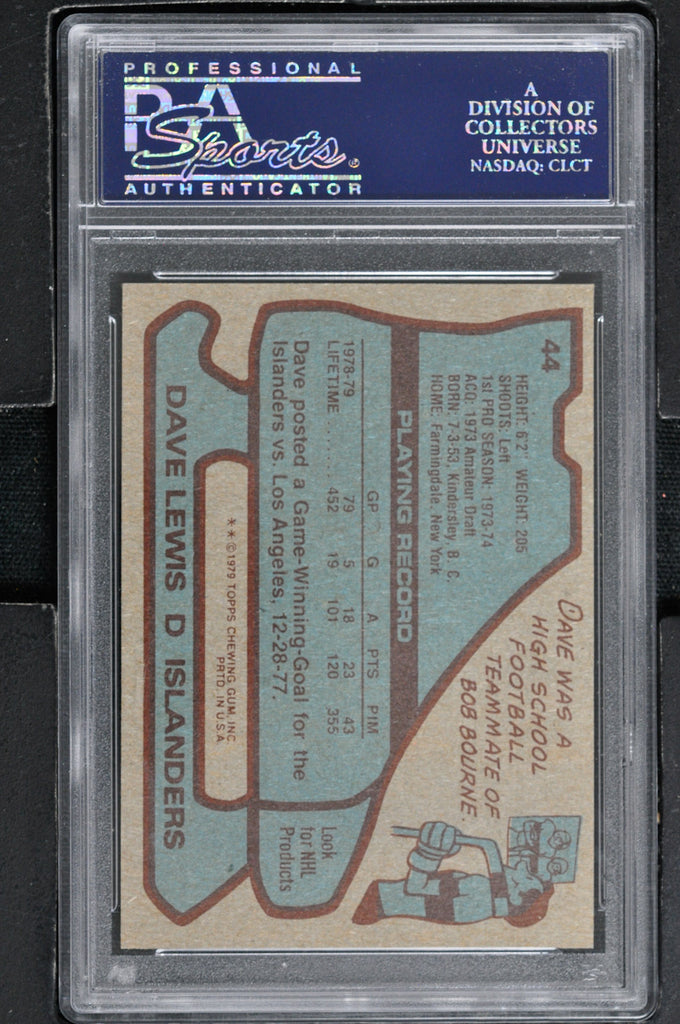 PROFESSIONAL
PSA
Sports®
AUTHENTICATOR
A
DIVISION OF
COLLECTORS
UNIVERSE
NASDAQ: CLCT
44
HEIGHT: 6'2" WEIGHT: 205
SHOOTS: Left
1st PRO SEASON: 1973-74
ACQ: 1973 Amateur Draft
BORN: 7-3-53, Kindersley, B. C.
HOME: Farmingdale, New York
DAVE WAS A
HIGH SCHOOL
FOOTBALL
TEAMMATE OF
BOB BOURNE
PLAYING RECORD
GP G A PTS PIM
1978-79 79 5 18 23 43
LIFETIME ....... 452 19 101 120 355
Dave posted a Game-Winning-Goal for the
Islanders vs. Los Angeles, 12-28-77.
Look
for NHL
Products
* * ©1979 TOPPS CHEWING GUM, INC.
PRTD. IN U.S.A.
DAVE LEWIS D ISLANDERS